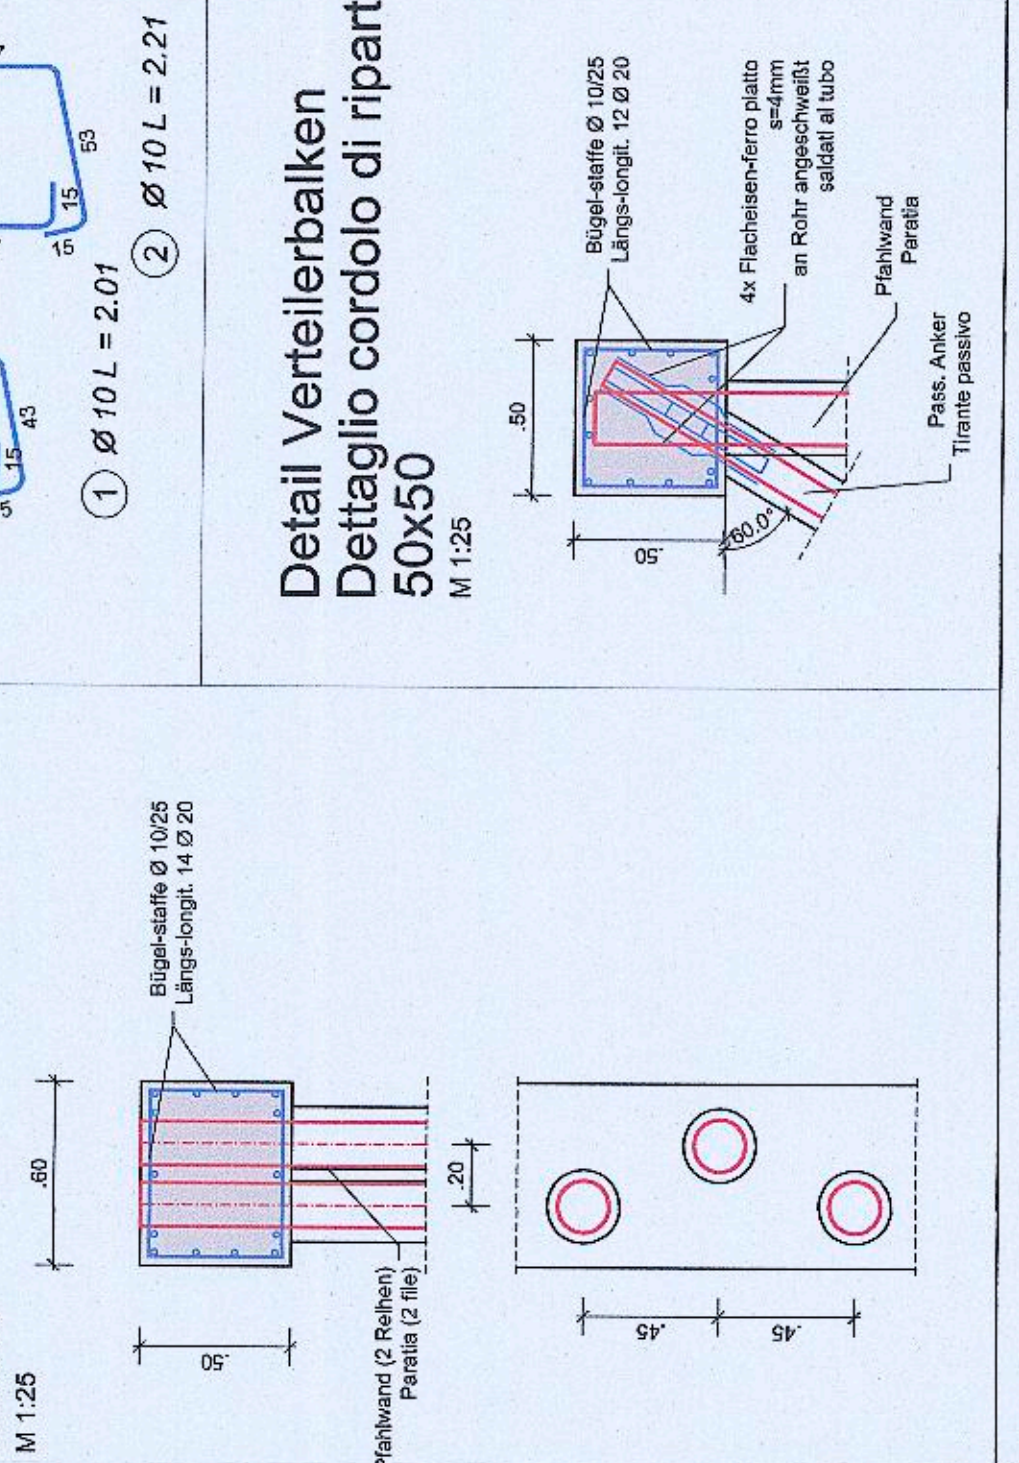 15
15
43
1 Ø 10 L = 2.01
15
15
53
2 Ø 10 L = 2.21
Detail Verteilerbalken
Dettaglio cordolo di ripart
50x50
M 1:25
.50
.50
60.0°
Bügel-staffe Ø 10/25
Längs-longit. 12 Ø 20
4x Flacheisen-ferro platto
s=4mm
an Rohr angeschweißt
saldati al tubo
Pfahlwand
Paratia
Pass. Anker
Tirante passivo
M 1:25
.60
.50
Bügel-staffe Ø 10/25
Längs-longit. 14 Ø 20
Pfahlwand (2 Reihen)
Paratia (2 file)
.20
.45
.45